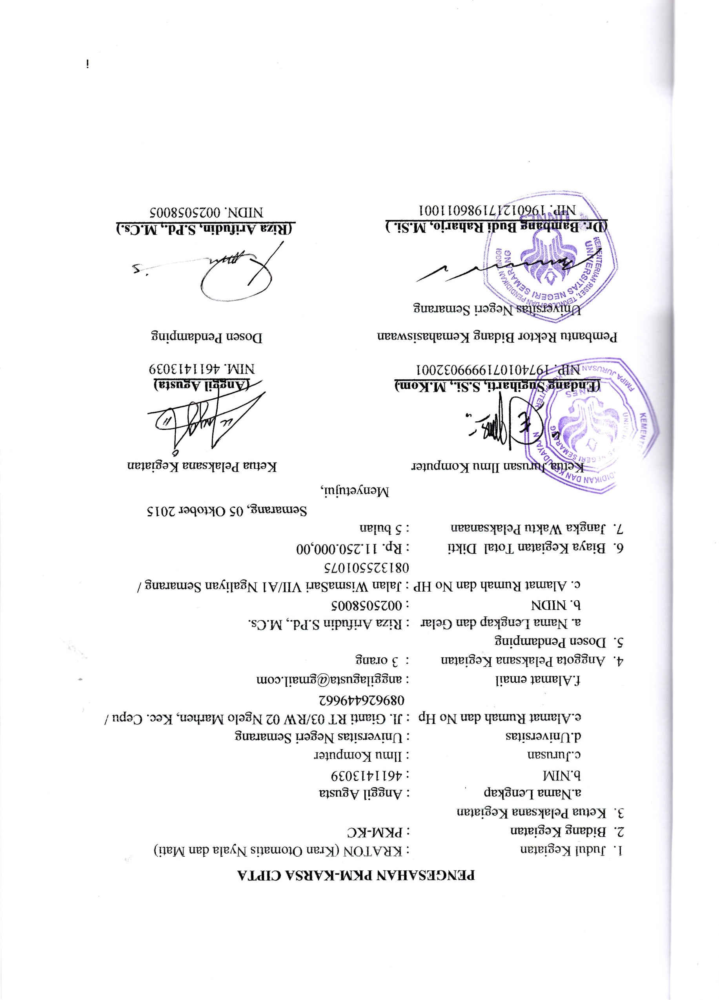 PENGESAHAN PKM-KARSA CIPTA
1. Judul Kegiatan : KRATON (Kran Otomatis Nyala dan Mati)
2. Bidang Kegiatan : PKM-KC
3. Ketua Pelaksana Kegiatan
a.Nama Lengkap : Anggil Agusta
b.NIM : 4611413039
c.Jurusan : Ilmu Komputer
d.Universitas : Universitas Negeri Semarang
e.Alamat Rumah dan No Hp : Jl. Gianti RT 03/RW 02 Ngelo Marhen, Kec. Cepu /
089626449662
f.Alamat email : anggilagusta@gmail.com
4. Anggota Pelaksana Kegiatan : 3 orang
5. Dosen Pendamping
a. Nama Lengkap dan Gelar : Riza Arifudin S.Pd., M.Cs.
b. NIDN : 0025058005
c. Alamat Rumah dan No HP : Jalan WismaSari VII/A1 Ngaliyan Semarang /
081325501075
6. Biaya Kegiatan Total Dikti : Rp. 11.250.000,00
7. Jangka Waktu Pelaksanaan : 5 bulan
Semarang, 05 Oktober 2015
Menyetujui,
Ketua Jurusan Ilmu Komputer Ketua Pelaksana Kegiatan
(Endang Sugiharti, S.Si., M.Kom) (Anggil Agusta)
NIP. 197401071999032001 NIM. 4611413039
Pembantu Rektor Bidang Kemahasiswaan Dosen Pendamping
Universitas Negeri Semarang
(Dr. Bambang Budi Raharjo, M.Si. ) (Riza Arifudin, S.Pd., M.Cs.)
NIP. 196012171986011001 NIDN. 0025058005
KEMENTERIAN RISET, TEKNOLOGI DAN PENDIDIKAN TINGGI
UNIVERSITAS NEGERI SEMARANG
UNNES
DAN KEBUDAYAAN
NEGERI SEMARANG
UNNES
FMIPA JURUSAN
i